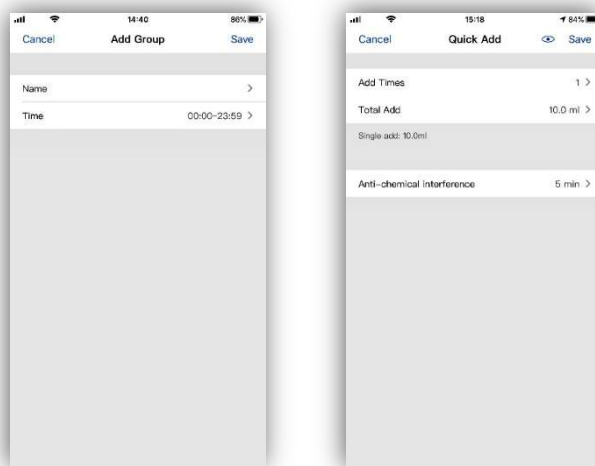 14:40
86%
Cancel
Add Group
Save
Name
Time
00:00-23:59
15:18
84%
Cancel
Quick Add
Save
Add Times
1
Total Add
10.0 ml
Single add: 10.0ml
Anti-chemical interference
5 min